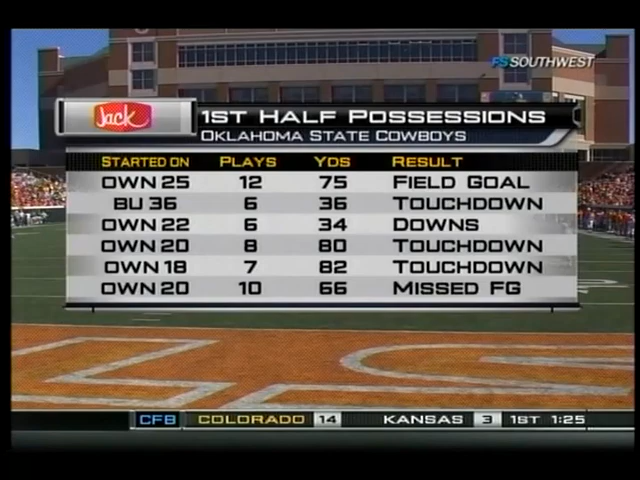 FSSOUTHWEST
Jack
1ST HALF POSSESSIONS
OKLAHOMA STATE COWBOYS
STARTED ON PLAYS YDS RESULT
OWN 25 12 75 FIELD GOAL
BU 36 6 36 TOUCHDOWN
OWN 22 6 34 DOWNS
OWN 20 8 80 TOUCHDOWN
OWN 18 7 82 TOUCHDOWN
OWN 20 10 66 MISSED FG
CFB COLORADO 14 KANSAS 3 1ST 1:25